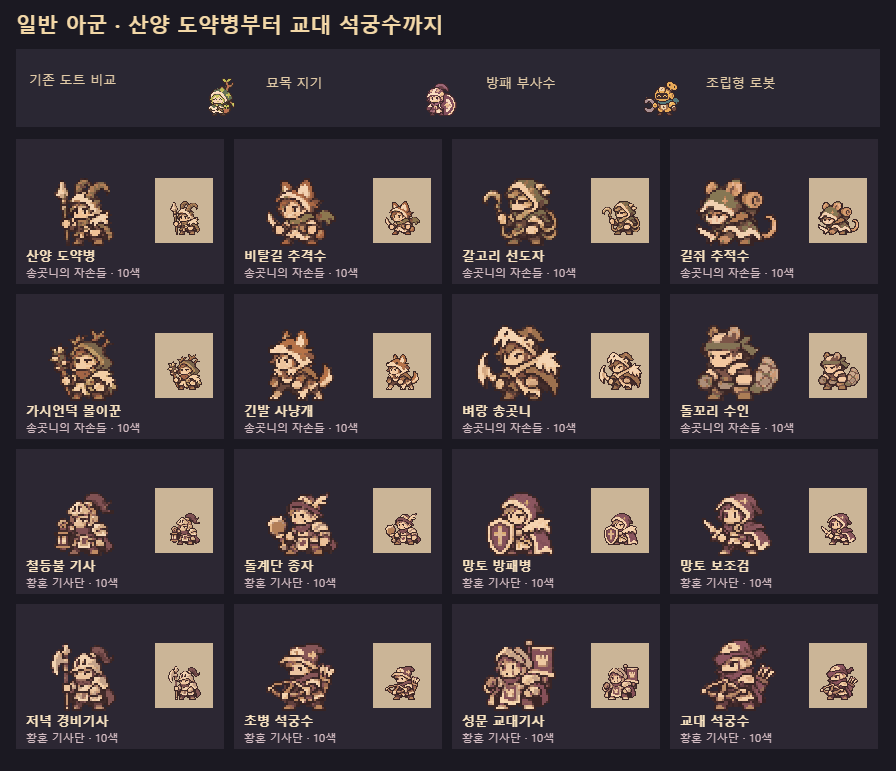 일반 아군 · 산양 도약병부터 교대 석궁수까지
기존 도트 비교
묘목 지기
방패 부사수
조립형 로봇
산양 도약병
송곳니의 자손들 · 10색
비탈길 추격수
송곳니의 자손들 · 10색
갈고리 선도자
송곳니의 자손들 · 10색
길쥐 추적수
송곳니의 자손들 · 10색
가시언덕 몰이꾼
송곳니의 자손들 · 10색
긴발 사냥개
송곳니의 자손들 · 10색
벼랑 송곳니
송곳니의 자손들 · 10색
돌꼬리 수인
송곳니의 자손들 · 10색
철등불 기사
황혼 기사단 · 10색
돌계단 종자
황혼 기사단 · 10색
망토 방패병
황혼 기사단 · 10색
망토 보조검
황혼 기사단 · 10색
저녁 경비기사
황혼 기사단 · 10색
초병 석궁수
황혼 기사단 · 10색
성문 교대기사
황혼 기사단 · 10색
교대 석궁수
황혼 기사단 · 10색